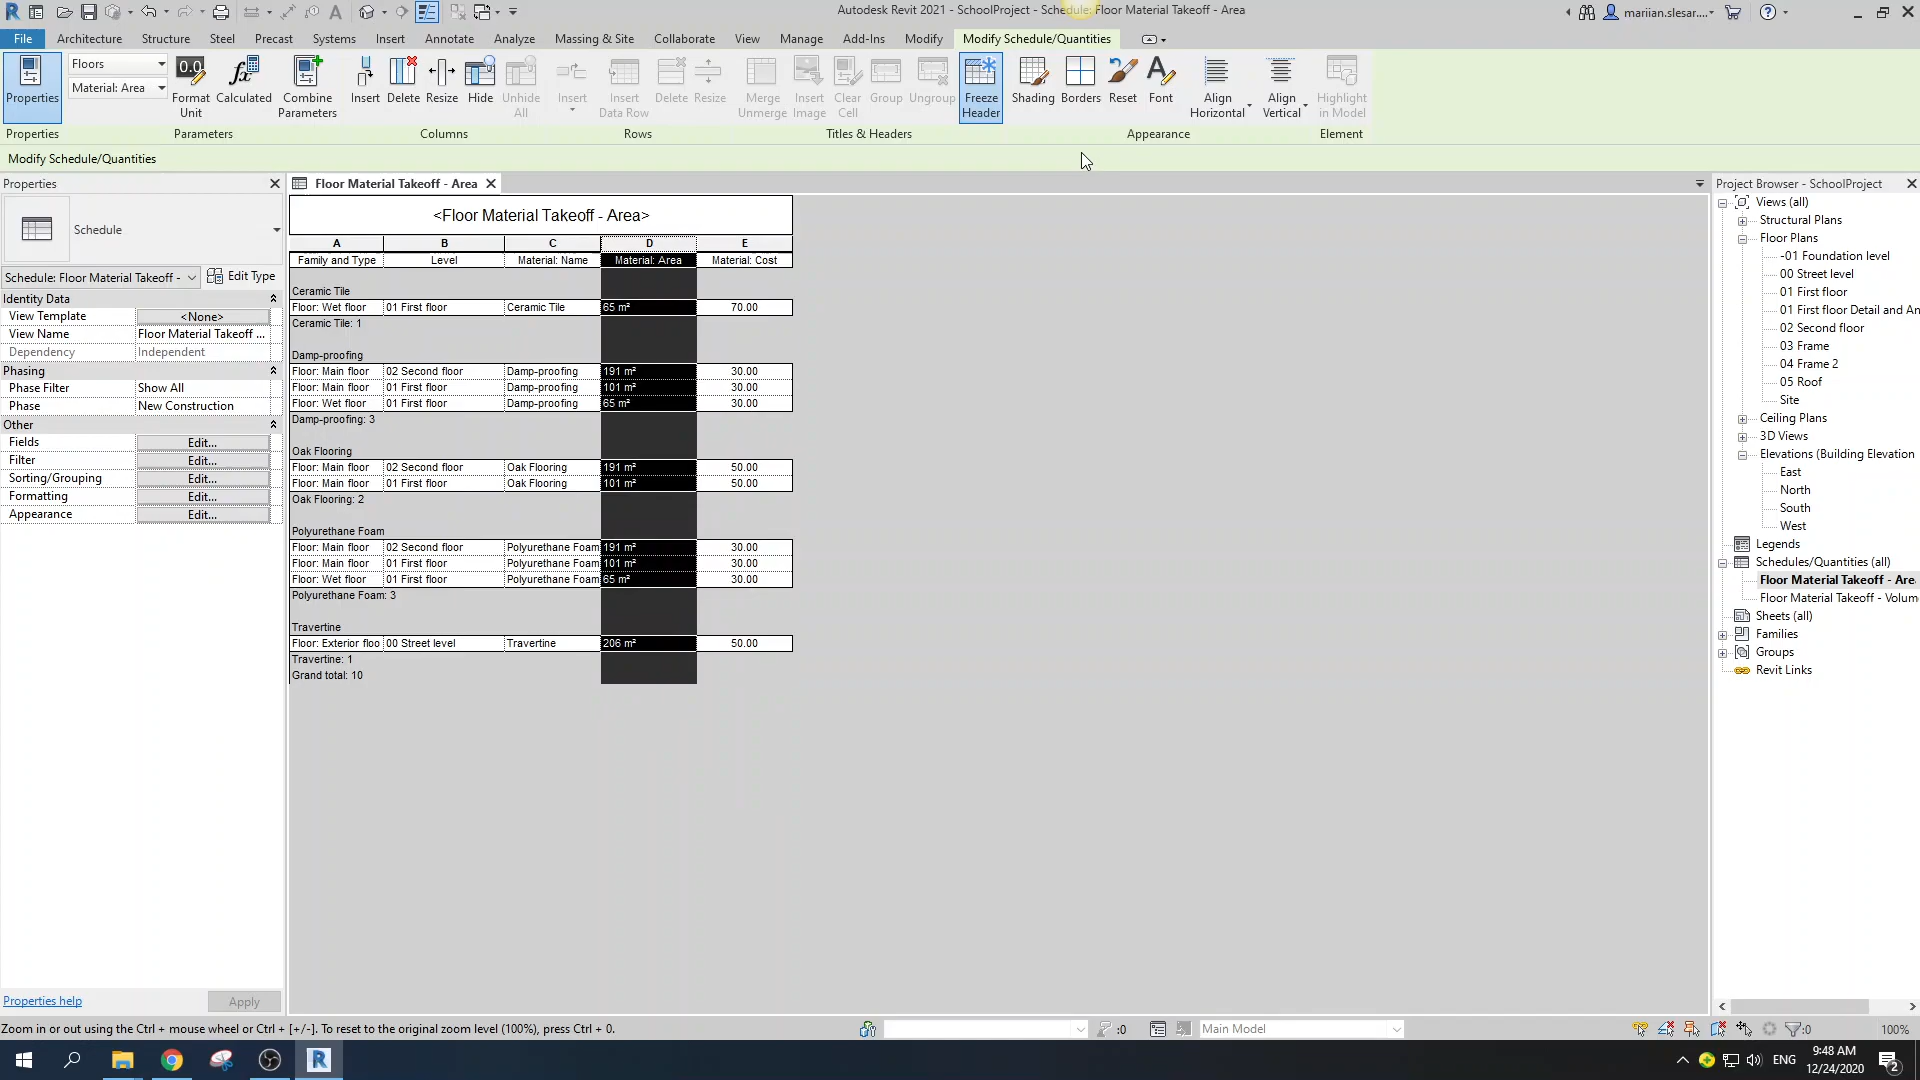 Autodesk Revit 2021 - SchoolProject - Schedule: Floor Material Takeoff - Area
mariian.slesar...
File Architecture Structure Steel Precast Systems Insert Annotate Analyze Massing & Site Collaborate View Manage Add-Ins Modify Modify Schedule/Quantities
Properties
Floors
Material: Area
Format Unit
Calculated
Combine Parameters
Insert Delete Resize Hide Unhide All
Insert
Insert Data Row
Delete Resize
Merge Unmerge
Insert Image
Clear Cell
Group Ungroup
Freeze Header
Shading Borders Reset Font
Align Horizontal
Align Vertical
Highlight in Model
Properties Parameters Columns Rows Titles & Headers Appearance Element
Modify Schedule/Quantities
Properties
Schedule
Schedule: Floor Material Takeoff -
Edit Type
Identity Data
View Template <None>
View Name Floor Material Takeoff ...
Dependency Independent
Phasing
Phase Filter Show All
Phase New Construction
Other
Fields Edit...
Filter Edit...
Sorting/Grouping Edit...
Formatting Edit...
Appearance Edit...
Properties help
Apply
Floor Material Takeoff - Area
<Floor Material Takeoff - Area>
A B C D E
Family and Type Level Material: Name Material: Area Material: Cost
Ceramic Tile
Floor: Wet floor 01 First floor Ceramic Tile 65 m² 70.00
Ceramic Tile: 1
Damp-proofing
Floor: Main floor 02 Second floor Damp-proofing 191 m² 30.00
Floor: Main floor 01 First floor Damp-proofing 101 m² 30.00
Floor: Wet floor 01 First floor Damp-proofing 65 m² 30.00
Damp-proofing: 3
Oak Flooring
Floor: Main floor 02 Second floor Oak Flooring 191 m² 50.00
Floor: Main floor 01 First floor Oak Flooring 101 m² 50.00
Oak Flooring: 2
Polyurethane Foam
Floor: Main floor 02 Second floor Polyurethane Foam 191 m² 30.00
Floor: Main floor 01 First floor Polyurethane Foam 101 m² 30.00
Floor: Wet floor 01 First floor Polyurethane Foam 65 m² 30.00
Polyurethane Foam: 3
Travertine
Floor: Exterior floo 00 Street level Travertine 206 m² 50.00
Travertine: 1
Grand total: 10
Project Browser - SchoolProject
Views (all)
Structural Plans
Floor Plans
-01 Foundation level
00 Street level
01 First floor
01 First floor Detail and An
02 Second floor
03 Frame
04 Frame 2
05 Roof
Site
Ceiling Plans
3D Views
Elevations (Building Elevation
East
North
South
West
Legends
Schedules/Quantities (all)
Floor Material Takeoff - Are
Floor Material Takeoff - Volum
Sheets (all)
Families
Groups
Revit Links
Zoom in or out using the Ctrl + mouse wheel or Ctrl + [+/-]. To reset to the original zoom level (100%), press Ctrl + 0.
:0
Main Model
:0
100%
ENG
9:48 AM
12/24/2020
2